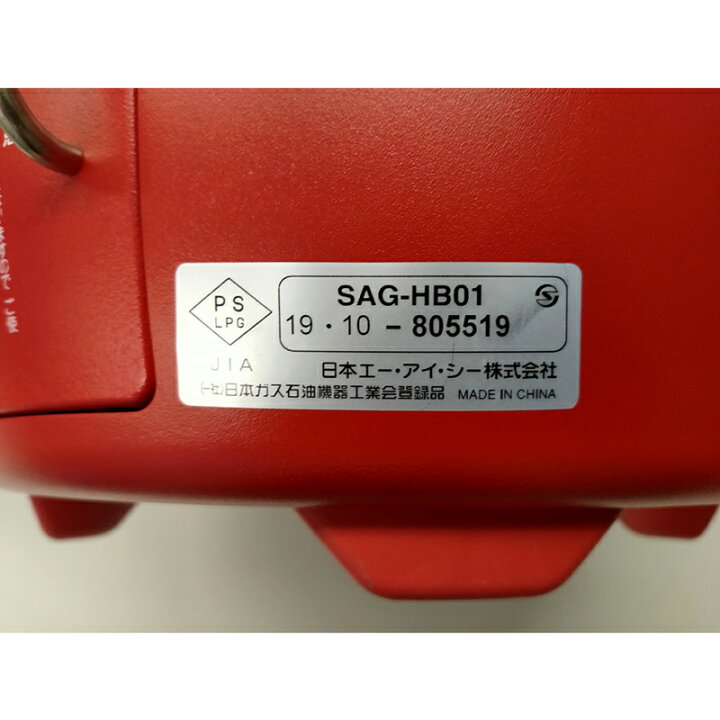 PS
LPG
JIA
SAG-HB01
19・10-805519
日本エー・アイ・シー株式会社
(一社)日本ガス石油機器工業会登録品 MADE IN CHINA